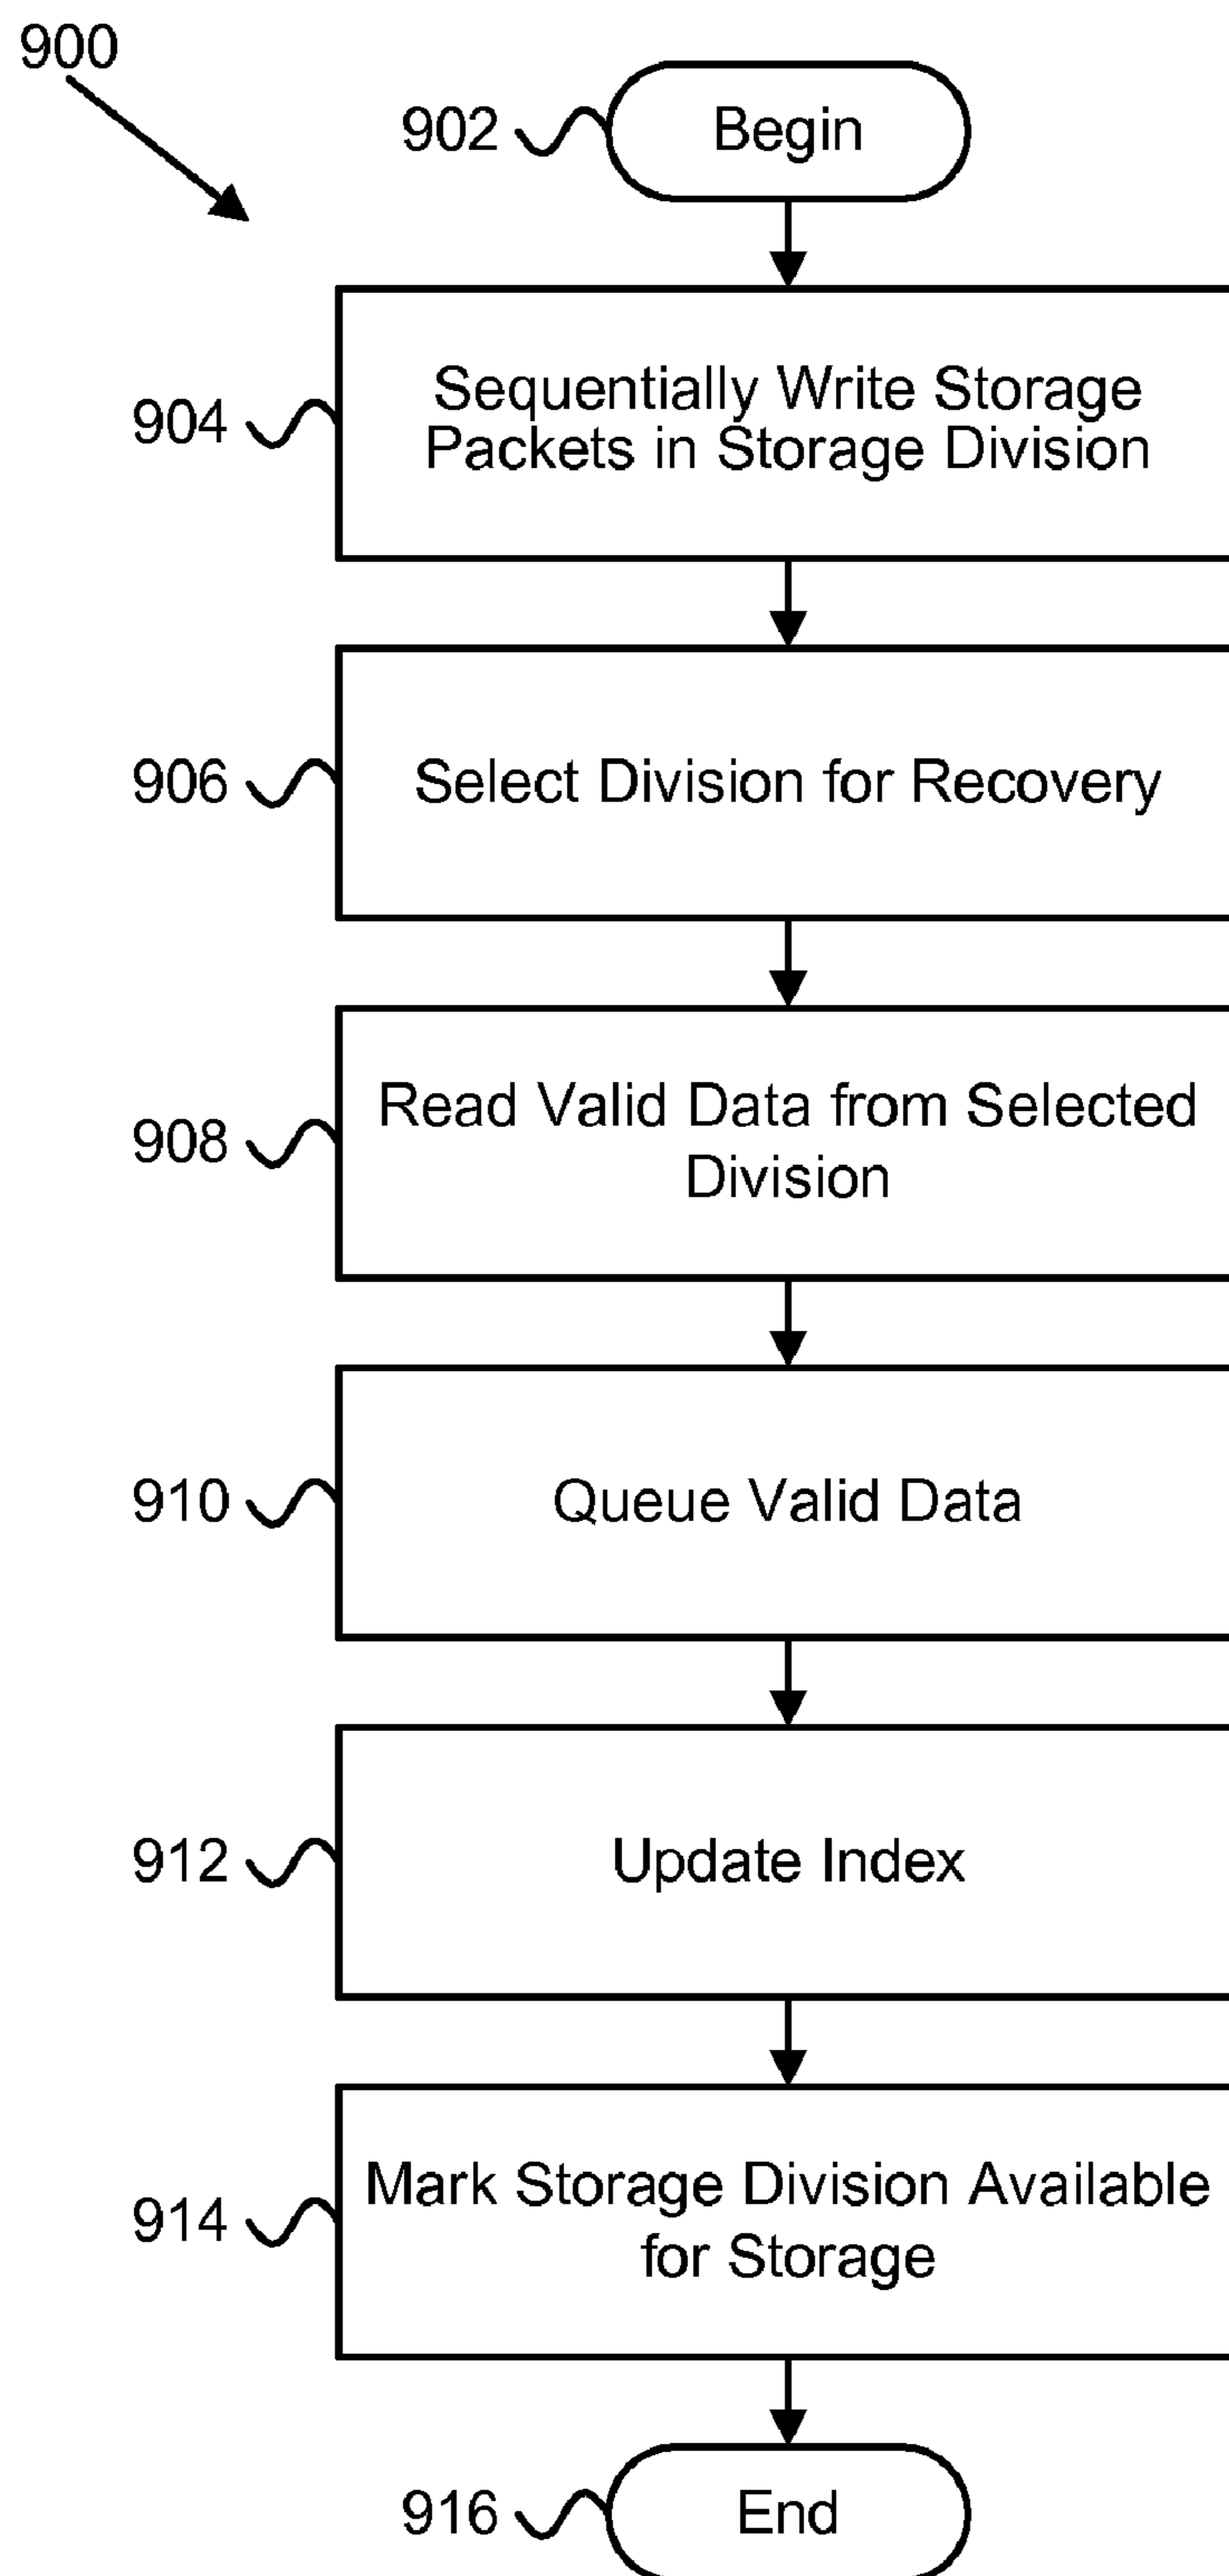 900
902
Begin
904
Sequentially Write Storage
Packets in Storage Division
906
Select Division for Recovery
908
Read Valid Data from Selected
Division
910
Queue Valid Data
912
Update Index
914
Mark Storage Division Available
for Storage
916
End